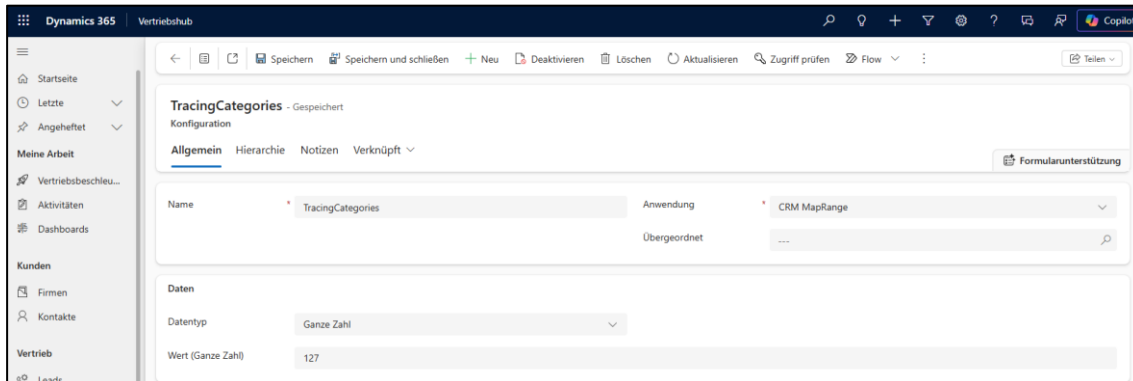 Dynamics 365 Vertriebshub Copilot
Speichern Speichern und schließen Neu Deaktivieren Löschen Aktualisieren Zugriff prüfen Flow Teilen
Startseite
Letzte
Angeheftet
Meine Arbeit
Vertriebsbeschleu...
Aktivitäten
Dashboards
Kunden
Firmen
Kontakte
Vertrieb
Leads
TracingCategories - Gespeichert
Konfiguration
Allgemein Hierarchie Notizen Verknüpft
Formularunterstützung
Name * TracingCategories
Anwendung * CRM MapRange
Übergeordnet ---
Daten
Datentyp Ganze Zahl
Wert (Ganze Zahl) 127